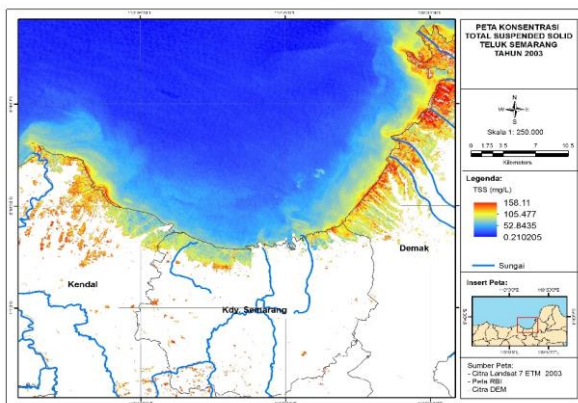 PETA KONSENTRASI
TOTAL SUSPENDED SOLID
TELUK SEMARANG
TAHUN 2003
N
W
E
S
Skala 1: 250.000
0 1.75 3.5 7 10.5
Kilometers
Legenda:
TSS (mg/L)
158.11
105.477
52.8435
0.210205
Sungai
Insert Peta:
Sumber Peta:
- Citra Landsat 7 ETM 2003
- Peta RBI
- Citra DEM
Demak
Kendal
Kdy. Semarang